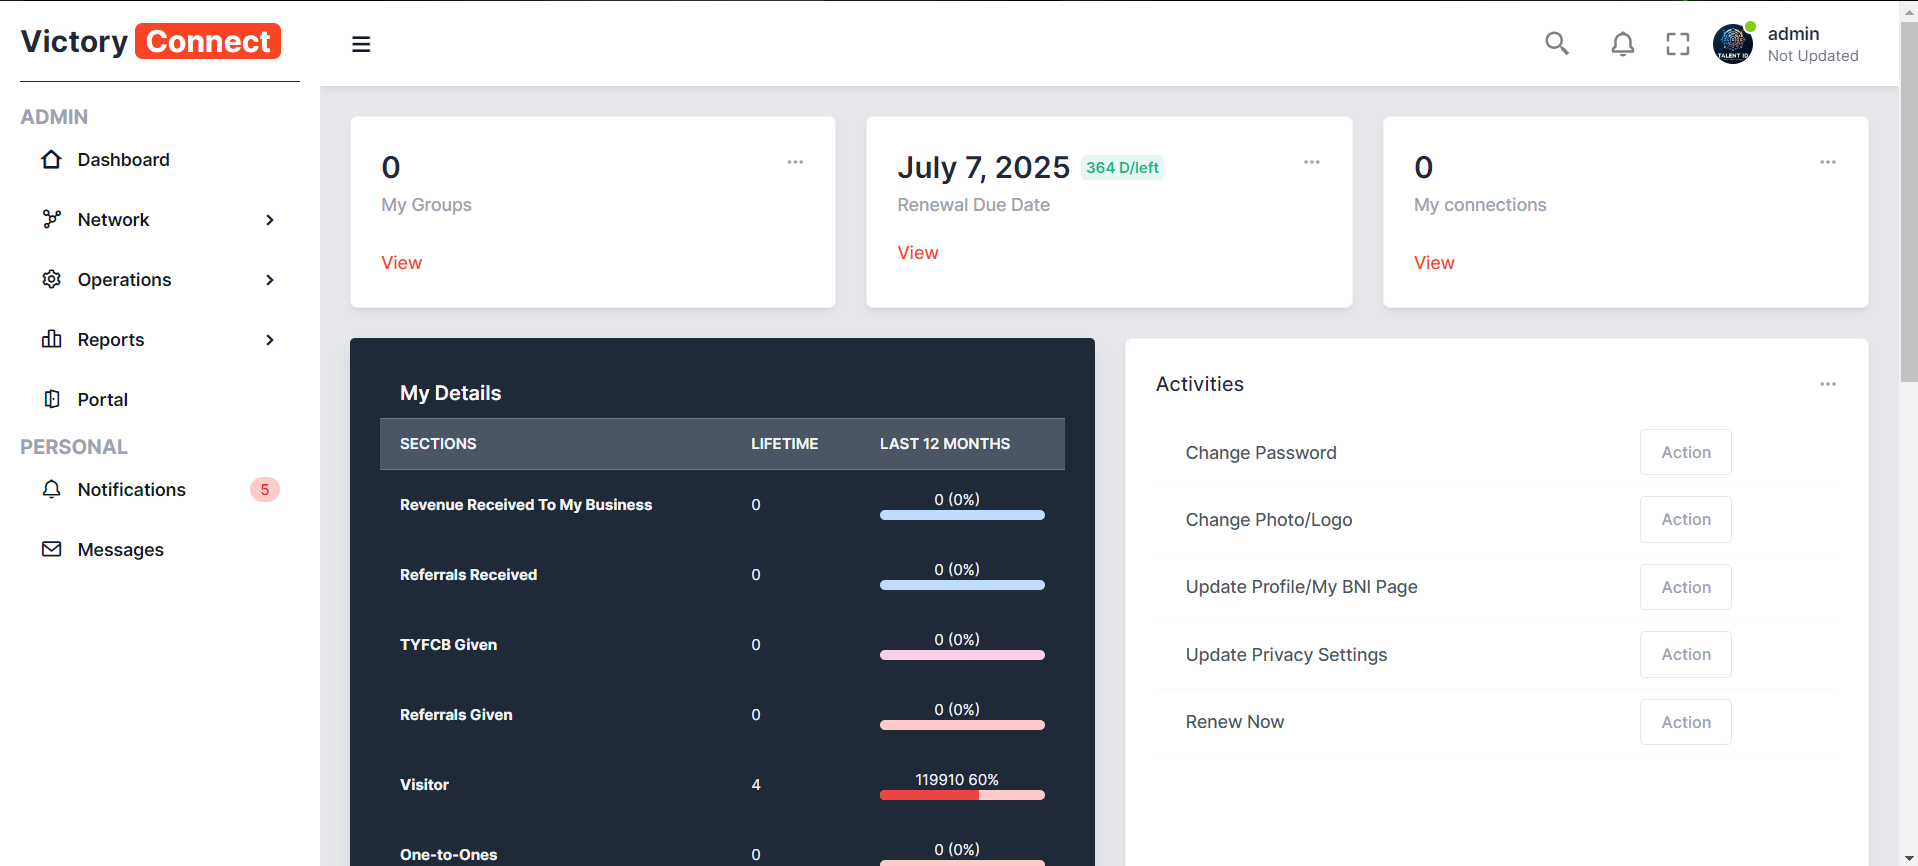 Victory Connect
admin
Not Updated
TALENT ID
ADMIN
Dashboard
Network
Operations
Reports
Portal
PERSONAL
Notifications 5
Messages
0
My Groups
View
July 7, 2025 364 D/left
Renewal Due Date
View
0
My connections
View
My Details
SECTIONS LIFETIME LAST 12 MONTHS
Revenue Received To My Business 0 0 (0%)
Referrals Received 0 0 (0%)
TYFCB Given 0 0 (0%)
Referrals Given 0 0 (0%)
Visitor 4 119910 60%
One-to-Ones 0 0 (0%)
Activities
Change Password Action
Change Photo/Logo Action
Update Profile/My BNI Page Action
Update Privacy Settings Action
Renew Now Action